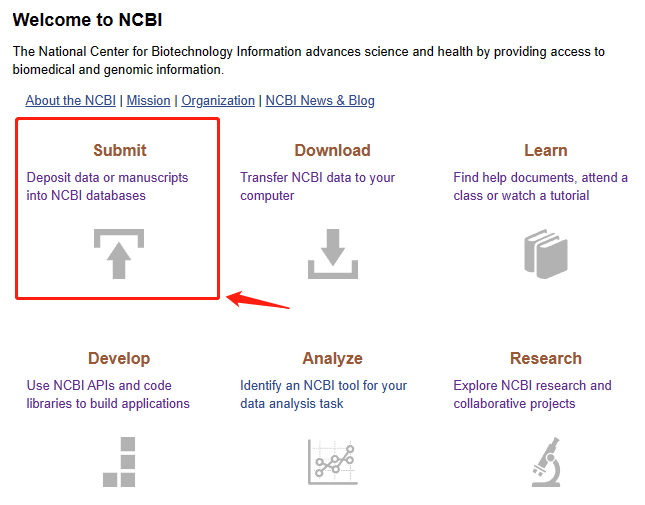 Welcome to NCBI
The National Center for Biotechnology Information advances science and health by providing access to
biomedical and genomic information.
About the NCBI | Mission | Organization | NCBI News & Blog
Submit
Deposit data or manuscripts
into NCBI databases
Download
Transfer NCBI data to your
computer
Learn
Find help documents, attend a
class or watch a tutorial
Develop
Use NCBI APIs and code
libraries to build applications
Analyze
Identify an NCBI tool for your
data analysis task
Research
Explore NCBI research and
collaborative projects